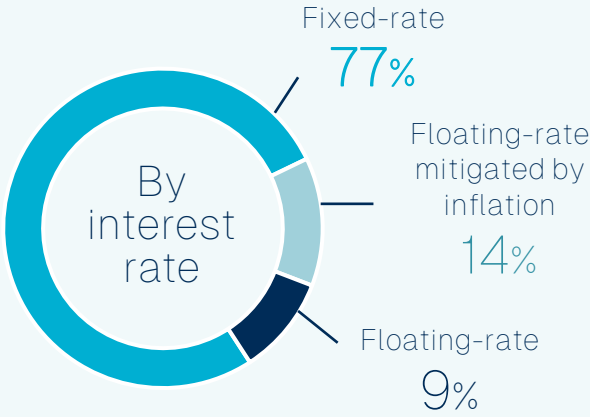 Fixed-rate
77%
Floating-rate
mitigated by
inflation
14%
By
interest
rate
Floating-rate
9%